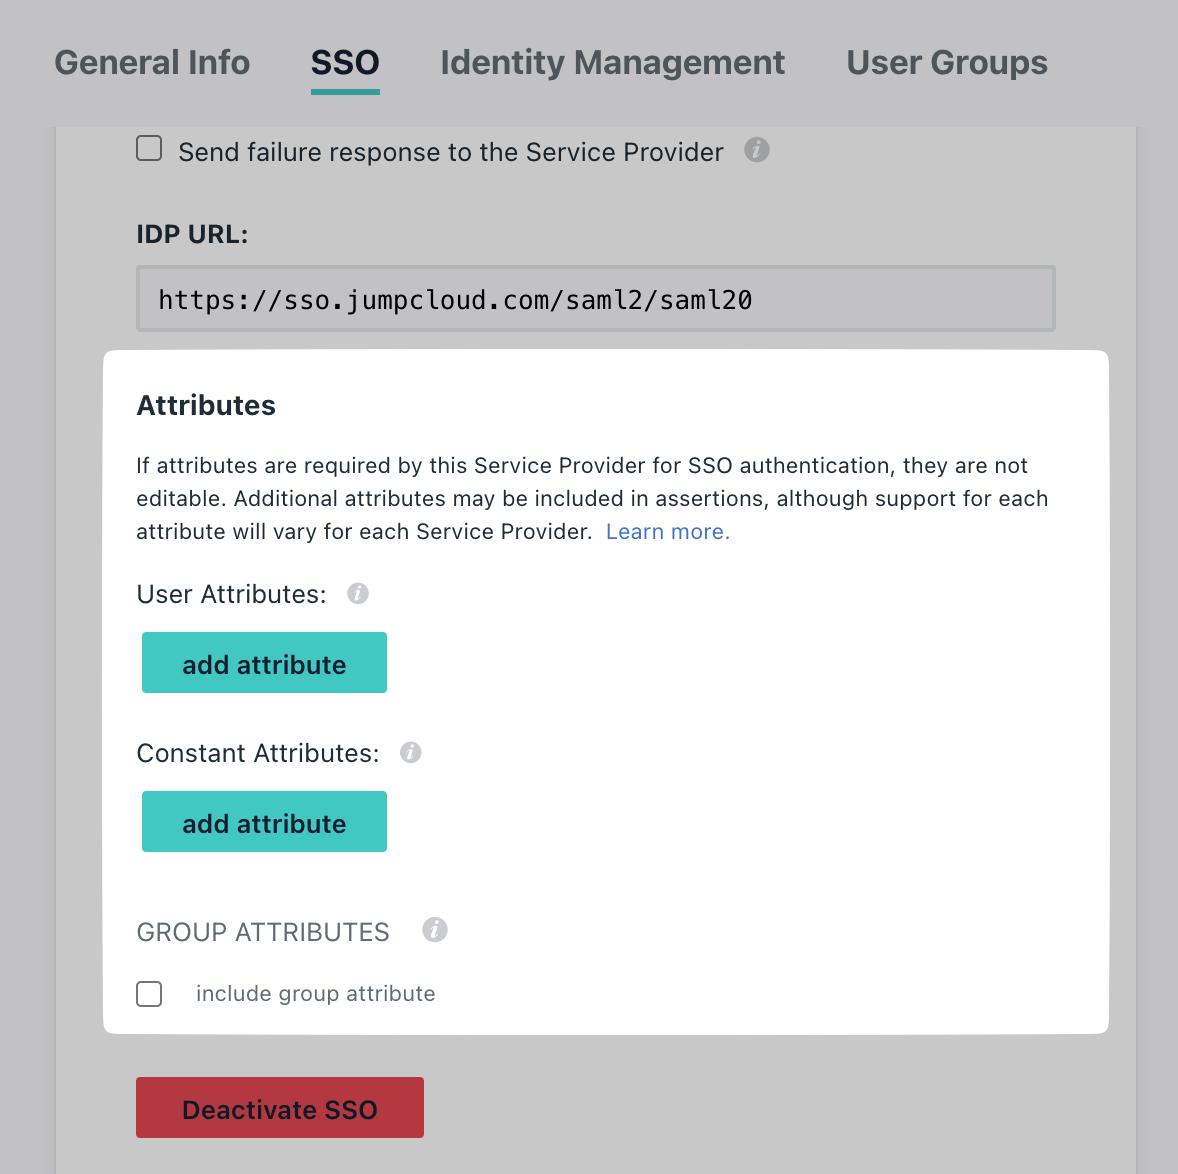 General Info SSO Identity Management User Groups
Send failure response to the Service Provider i
IDP URL:
https://sso.jumpcloud.com/saml2/saml20
Attributes
If attributes are required by this Service Provider for SSO authentication, they are not
editable. Additional attributes may be included in assertions, although support for each
attribute will vary for each Service Provider. Learn more.
User Attributes: i
add attribute
Constant Attributes: i
add attribute
GROUP ATTRIBUTES i
include group attribute
Deactivate SSO